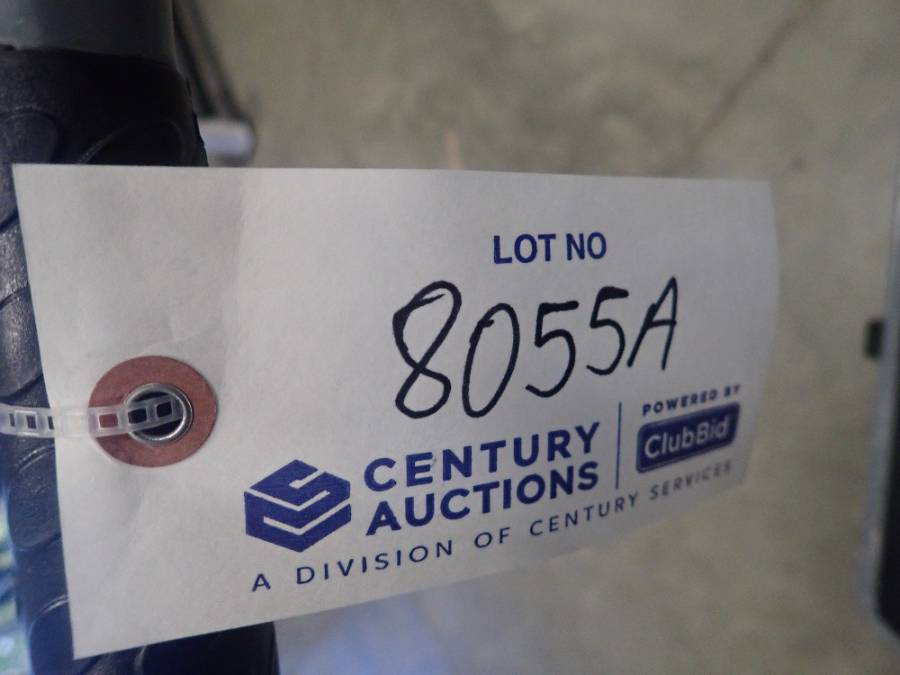 LOT NO
8055A
CENTURY AUCTIONS
POWERED BY
ClubBid
A DIVISION OF CENTURY SERVICES